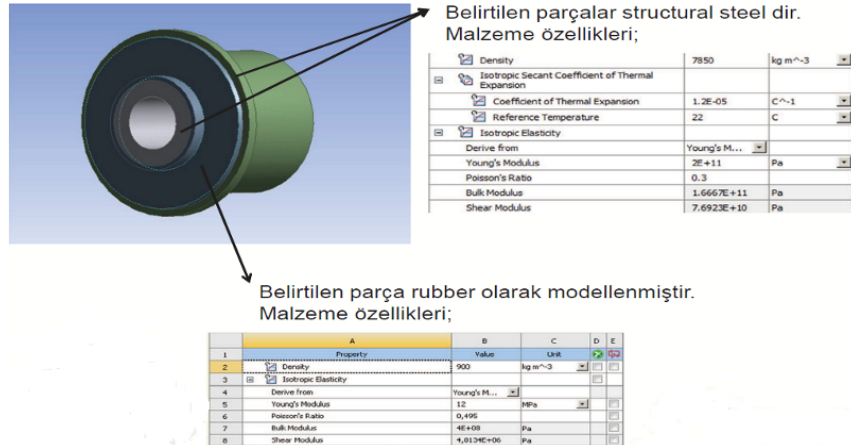 Belirtilen parçalar structural steel dir.
Malzeme özellikleri;
Density 7850 kg m^-3
Isotropic Secant Coefficient of Thermal
Expansion
Coefficient of Thermal Expansion 1.2E-05 C^-1
Reference Temperature 22 C
Isotropic Elasticity
Derive from Young's M...
Young's Modulus 2E+11 Pa
Poisson's Ratio 0.3
Bulk Modulus 1.6667E+11 Pa
Shear Modulus 7.6923E+10 Pa
Belirtilen parça rubber olarak modellenmiştir.
Malzeme özellikleri;
A B C D E
1 Property Value Unit
2 Density 900 kg m^-3
3 Isotropic Elasticity
4 Derive from Young's M...
5 Young's Modulus 12 MPa
6 Poisson's Ratio 0,495
7 Bulk Modulus 4E+08 Pa
8 Shear Modulus 4,0134E+06 Pa